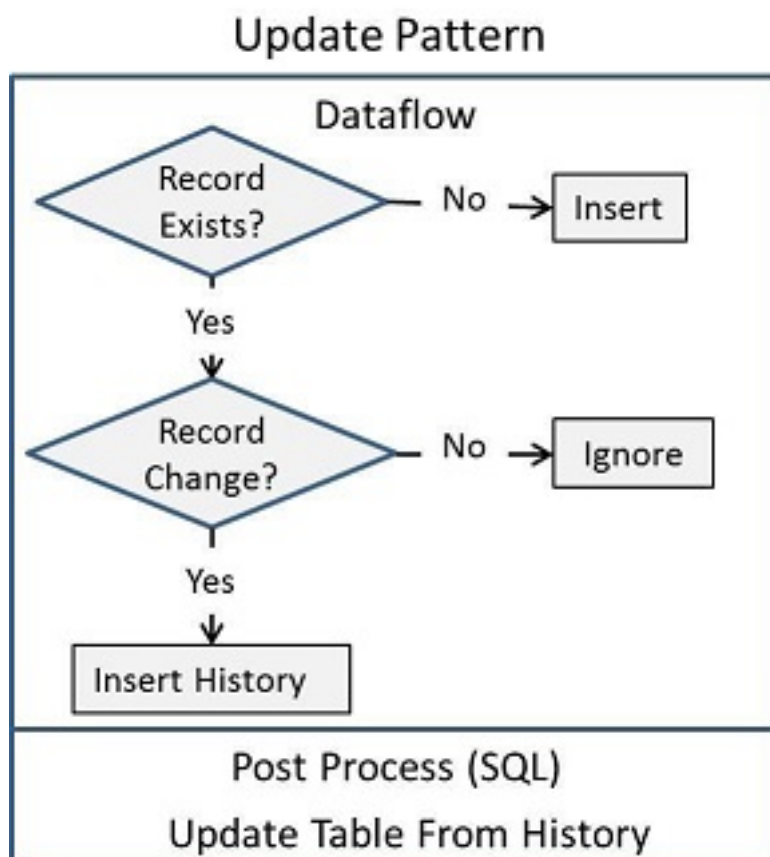 Update Pattern
Dataflow
Record
Exists?
No
Insert
Yes
Record
Change?
No
Ignore
Yes
Insert History
Post Process (SQL)
Update Table From History